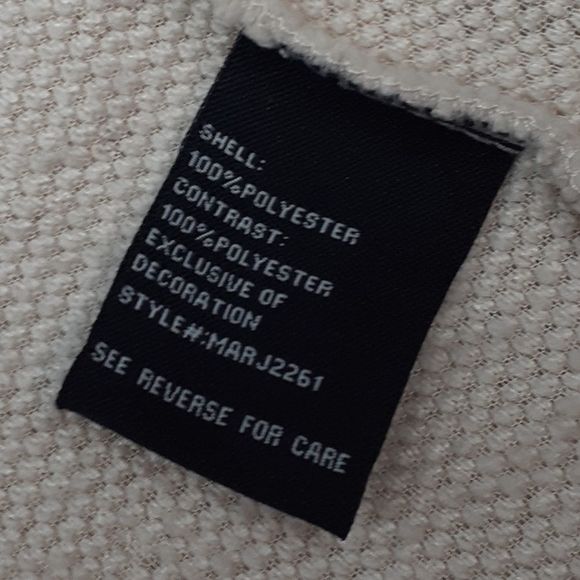 SHELL:
100%POLYESTER
CONTRAST:
100%POLYESTER
EXCLUSIVE OF
DECORATION
STYLE#:MARJ2261
SEE REVERSE FOR CARE